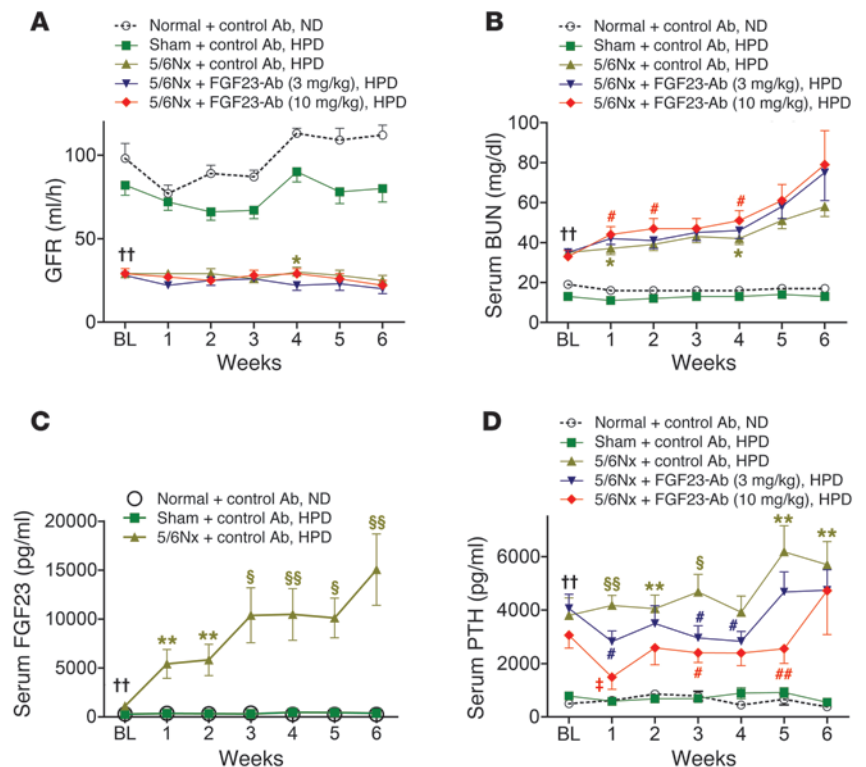 A
Normal + control Ab, ND
Sham + control Ab, HPD
5/6Nx + control Ab, HPD
5/6Nx + FGF23-Ab (3 mg/kg), HPD
5/6Nx + FGF23-Ab (10 mg/kg), HPD
GFR (ml/h)
100
50
0
††
*
BL 1 2 3 4 5 6
Weeks
B
Normal + control Ab, ND
Sham + control Ab, HPD
5/6Nx + control Ab, HPD
5/6Nx + FGF23-Ab (3 mg/kg), HPD
5/6Nx + FGF23-Ab (10 mg/kg), HPD
Serum BUN (mg/dl)
100
80
60
40
20
0
# # #
††
* *
BL 1 2 3 4 5 6
Weeks
C
Normal + control Ab, ND
Sham + control Ab, HPD
5/6Nx + control Ab, HPD
Serum FGF23 (pg/ml)
20000
15000
10000
5000
0
†† ** ** § §§ § §§
BL 1 2 3 4 5 6
Weeks
D
Normal + control Ab, ND
Sham + control Ab, HPD
5/6Nx + control Ab, HPD
5/6Nx + FGF23-Ab (3 mg/kg), HPD
5/6Nx + FGF23-Ab (10 mg/kg), HPD
Serum PTH (pg/ml)
6000
4000
2000
0
†† §§ ** § ** **
# # #
‡ # ##
BL 1 2 3 4 5 6
Weeks